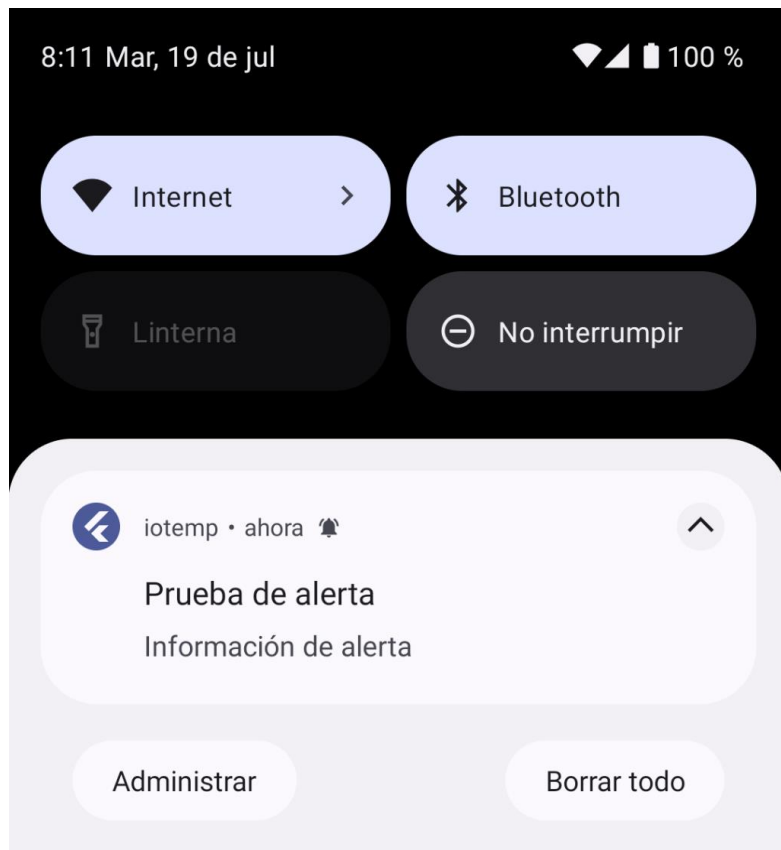 8:11 Mar, 19 de jul 100 %
Internet Bluetooth
Linterna No interrumpir
iotemp • ahora
Prueba de alerta
Información de alerta
Administrar Borrar todo